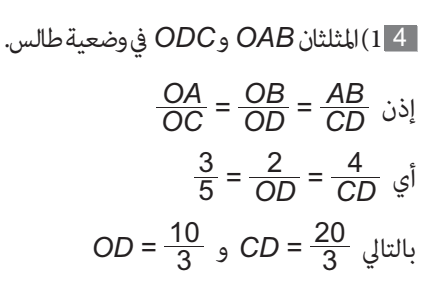 4 1) المثلثان OAB و ODC في وضعية طالس.
إذن OA/OC = OB/OD = AB/CD
أي 3/5 = 2/OD = 4/CD
بالتالي CD = 20/3 و OD = 10/3